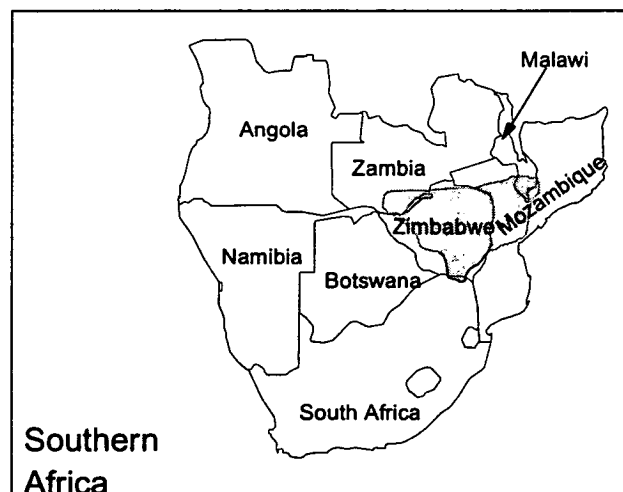 Malawi
Angola
Zambia
Mozambique
Zimbabwe
Namibia
Botswana
South Africa
Southern
Africa